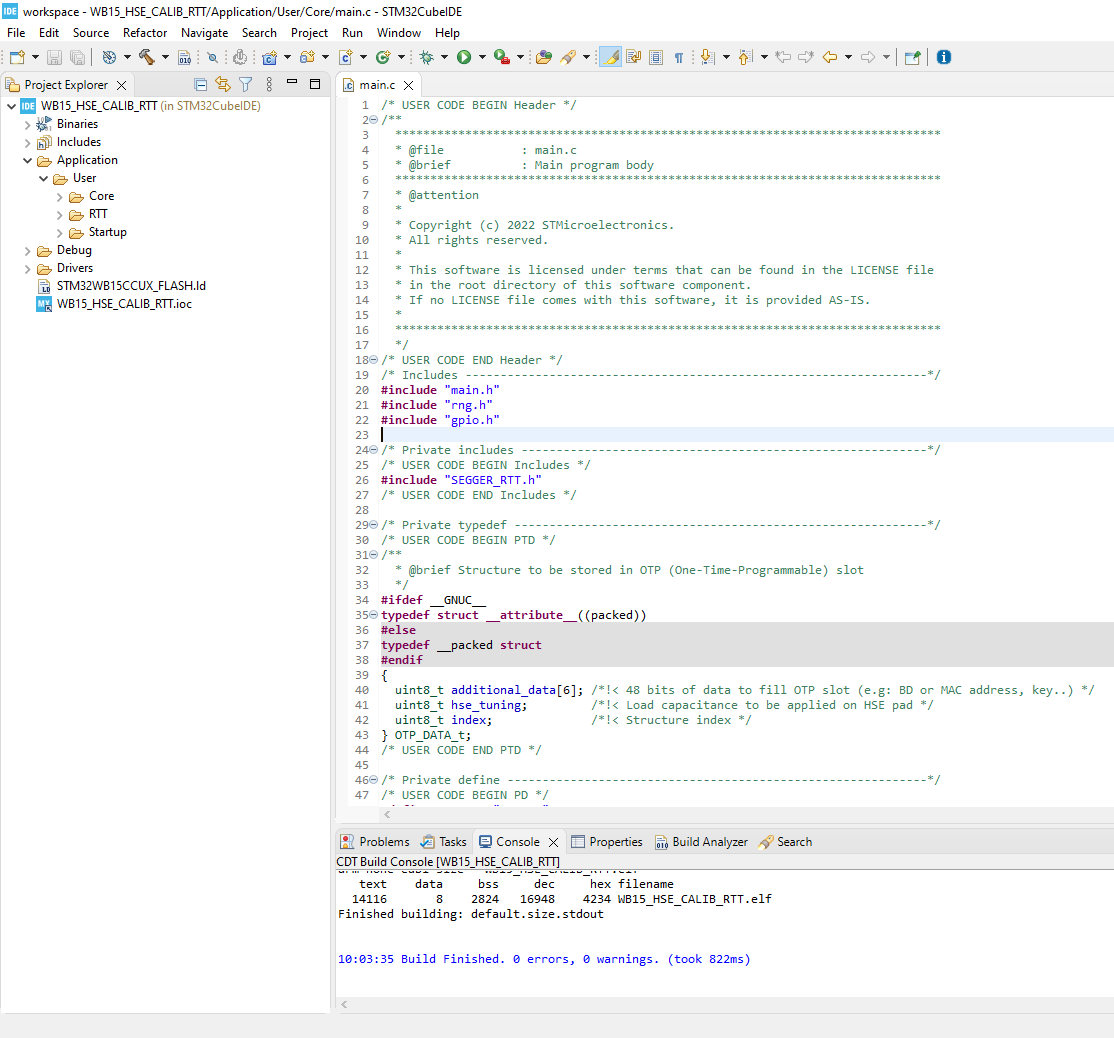 IDE workspace - WB15_HSE_CALIB_RTT/Application/User/Core/main.c - STM32CubeIDE
File Edit Source Refactor Navigate Search Project Run Window Help
Project Explorer
IDE WB15_HSE_CALIB_RTT (in STM32CubeIDE)
Binaries
Includes
Application
User
Core
RTT
Startup
Debug
Drivers
STM32WB15CCUX_FLASH.ld
WB15_HSE_CALIB_RTT.ioc
main.c
1 /* USER CODE BEGIN Header */
2 /**
3 ******************************************************************************
4 * @file : main.c
5 * @brief : Main program body
6 ******************************************************************************
7 * @attention
8 *
9 * Copyright (c) 2022 STMicroelectronics.
10 * All rights reserved.
11 *
12 * This software is licensed under terms that can be found in the LICENSE file
13 * in the root directory of this software component.
14 * If no LICENSE file comes with this software, it is provided AS-IS.
15 *
16 ******************************************************************************
17 */
18 /* USER CODE END Header */
19 /* Includes ------------------------------------------------------------------*/
20 #include "main.h"
21 #include "rng.h"
22 #include "gpio.h"
23
24 /* Private includes ----------------------------------------------------------*/
25 /* USER CODE BEGIN Includes */
26 #include "SEGGER_RTT.h"
27 /* USER CODE END Includes */
28
29 /* Private typedef -----------------------------------------------------------*/
30 /* USER CODE BEGIN PTD */
31 /**
32 * @brief Structure to be stored in OTP (One-Time-Programmable) slot
33 */
34 #ifdef __GNUC__
35 typedef struct __attribute__((packed))
36 #else
37 typedef __packed struct
38 #endif
39 {
40 uint8_t additional_data[6]; /*!< 48 bits of data to fill OTP slot (e.g: BD or MAC address, key..) */
41 uint8_t hse_tuning; /*!< Load capacitance to be applied on HSE pad */
42 uint8_t index; /*!< Structure index */
43 } OTP_DATA_t;
44 /* USER CODE END PTD */
45
46 /* Private define ------------------------------------------------------------*/
47 /* USER CODE BEGIN PD */
Problems Tasks Console Properties Build Analyzer Search
CDT Build Console [WB15_HSE_CALIB_RTT]
text data bss dec hex filename
14116 8 2824 16948 4234 WB15_HSE_CALIB_RTT.elf
Finished building: default.size.stdout
10:03:35 Build Finished. 0 errors, 0 warnings. (took 822ms)